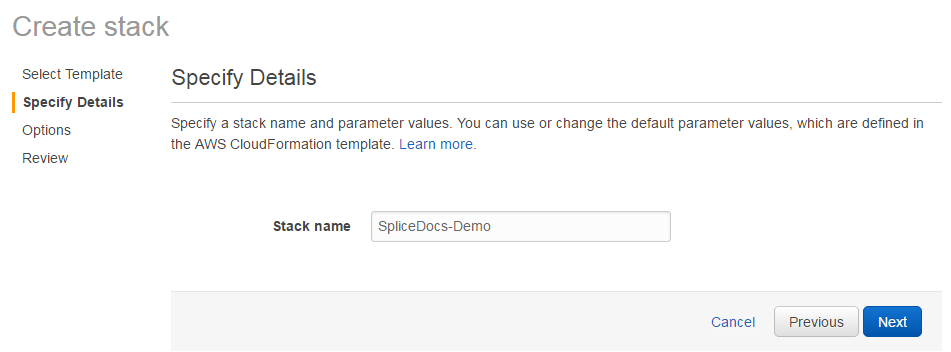 Create stack
Select Template
Specify Details
Options
Review
Specify Details
Specify a stack name and parameter values. You can use or change the default parameter values, which are defined in
the AWS CloudFormation template. Learn more.
Stack name
SpliceDocs-Demo
Cancel
Previous
Next